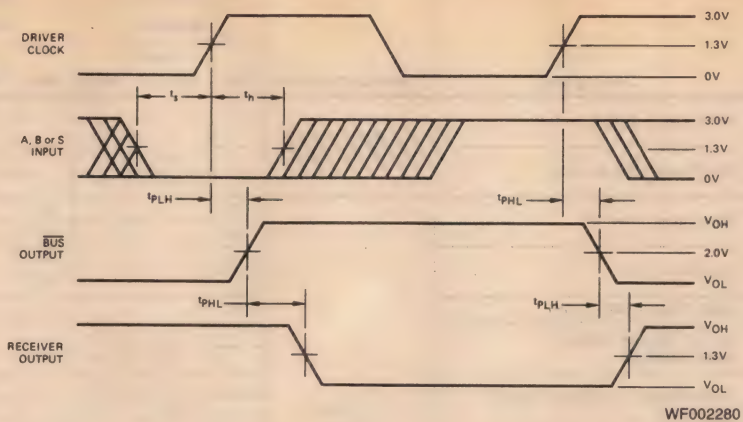 DRIVER
CLOCK
3.0V
1.3V
0V
ts
th
A, B or S
INPUT
3.0V
1.3V
0V
tPLH
tPHL
BUS
OUTPUT
VOH
2.0V
VOL
tPHL
tPLH
RECEIVER
OUTPUT
VOH
1.3V
VOL
WF002280